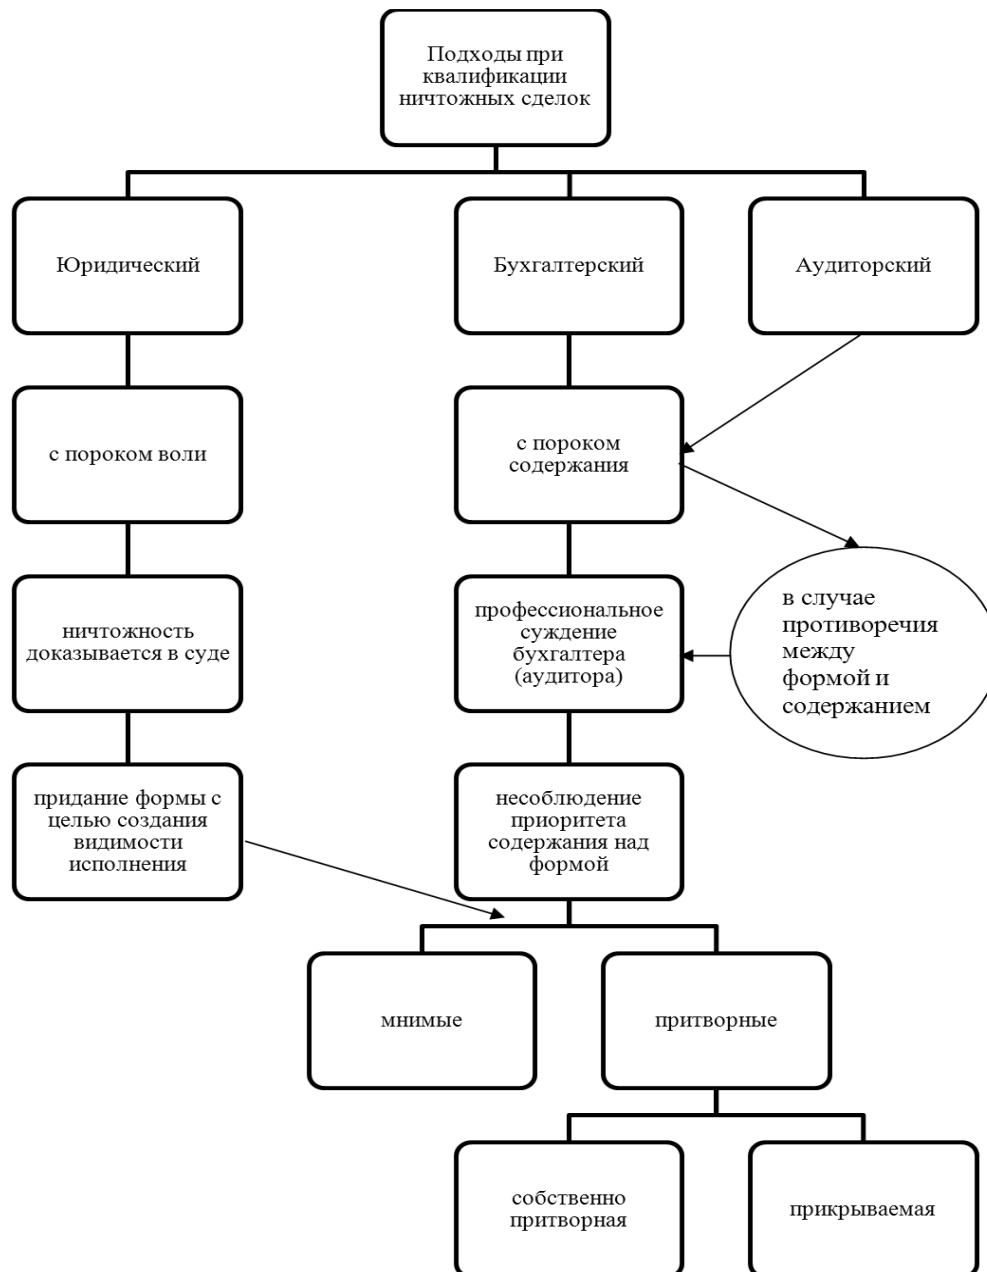 Подходы при
квалификации
ничтожных сделок
Юридический
Бухгалтерский
Аудиторский
с пороком воли
с пороком
содержания
ничтожность
доказывается в суде
профессиональное
суждение
бухгалтера
(аудитора)
в случае
противоречия
между
формой и
содержанием
придание формы с
целью создания
видимости
исполнения
несоблюдение
приоритета
содержания над
формой
мнимые
притворные
собственно
притворная
прикрываемая